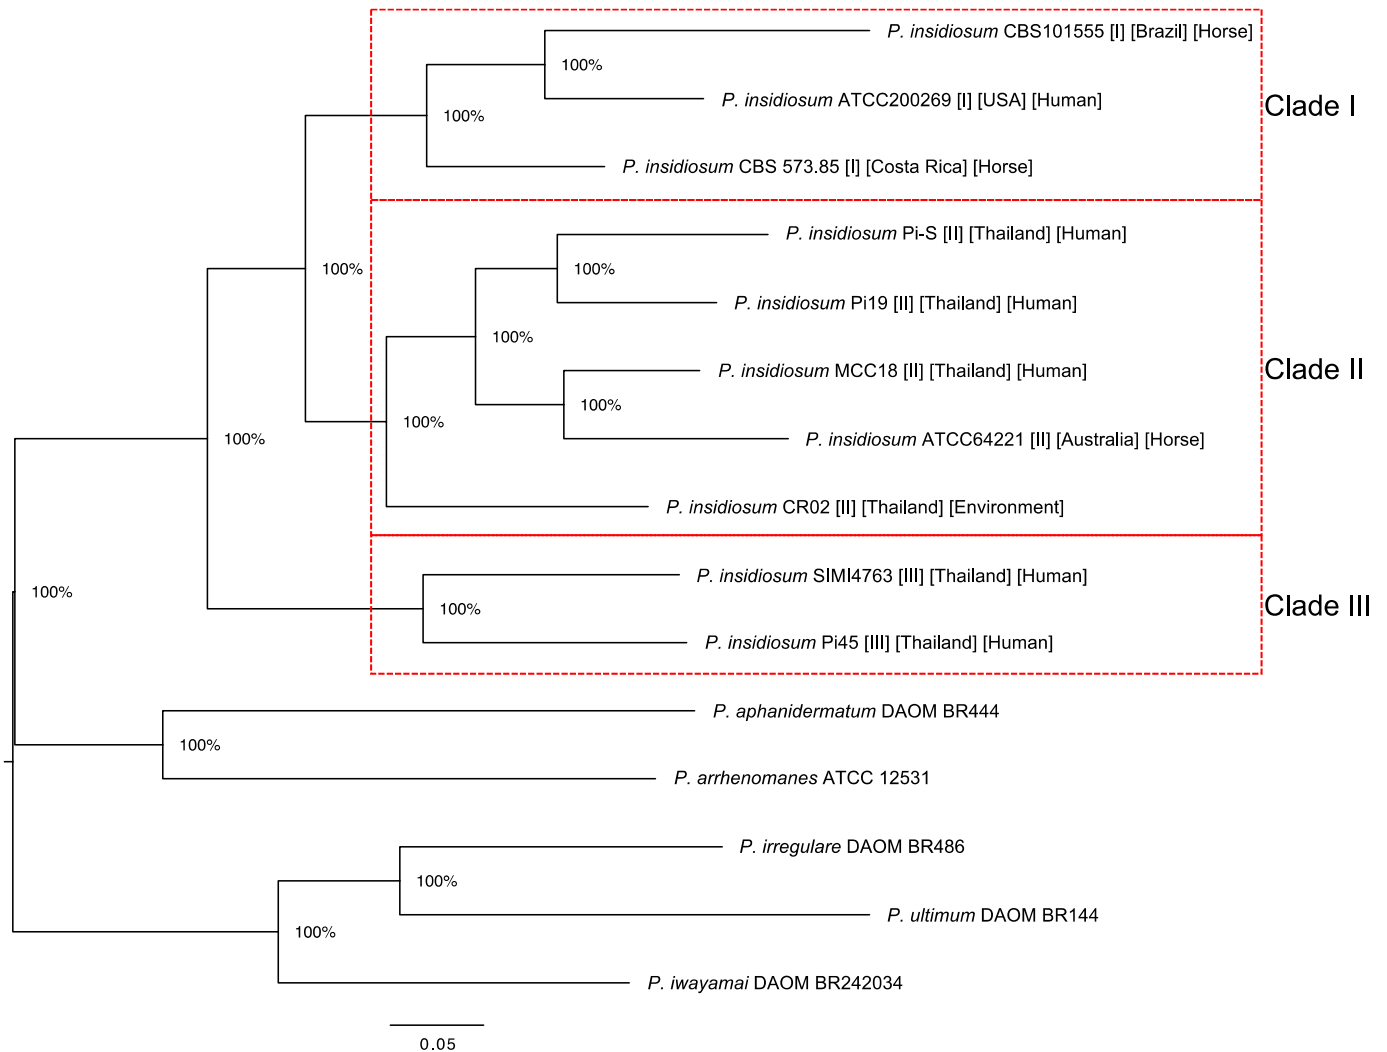 P. insidiosum CBS101555 [I] [Brazil] [Horse]
100%
P. insidiosum ATCC200269 [I] [USA] [Human]
Clade I
100%
P. insidiosum CBS 573.85 [I] [Costa Rica] [Horse]
P. insidiosum Pi-S [II] [Thailand] [Human]
100%
100%
P. insidiosum Pi19 [II] [Thailand] [Human]
100%
P. insidiosum MCC18 [II] [Thailand] [Human]
Clade II
100%
100%
P. insidiosum ATCC64221 [II] [Australia] [Horse]
100%
P. insidiosum CR02 [II] [Thailand] [Environment]
P. insidiosum SIMI4763 [III] [Thailand] [Human]
100%
100%
Clade III
P. insidiosum Pi45 [III] [Thailand] [Human]
P. aphanidermatum DAOM BR444
100%
P. arrhenomanes ATCC 12531
P. irregulare DAOM BR486
100%
P. ultimum DAOM BR144
100%
P. iwayamai DAOM BR242034
0.05